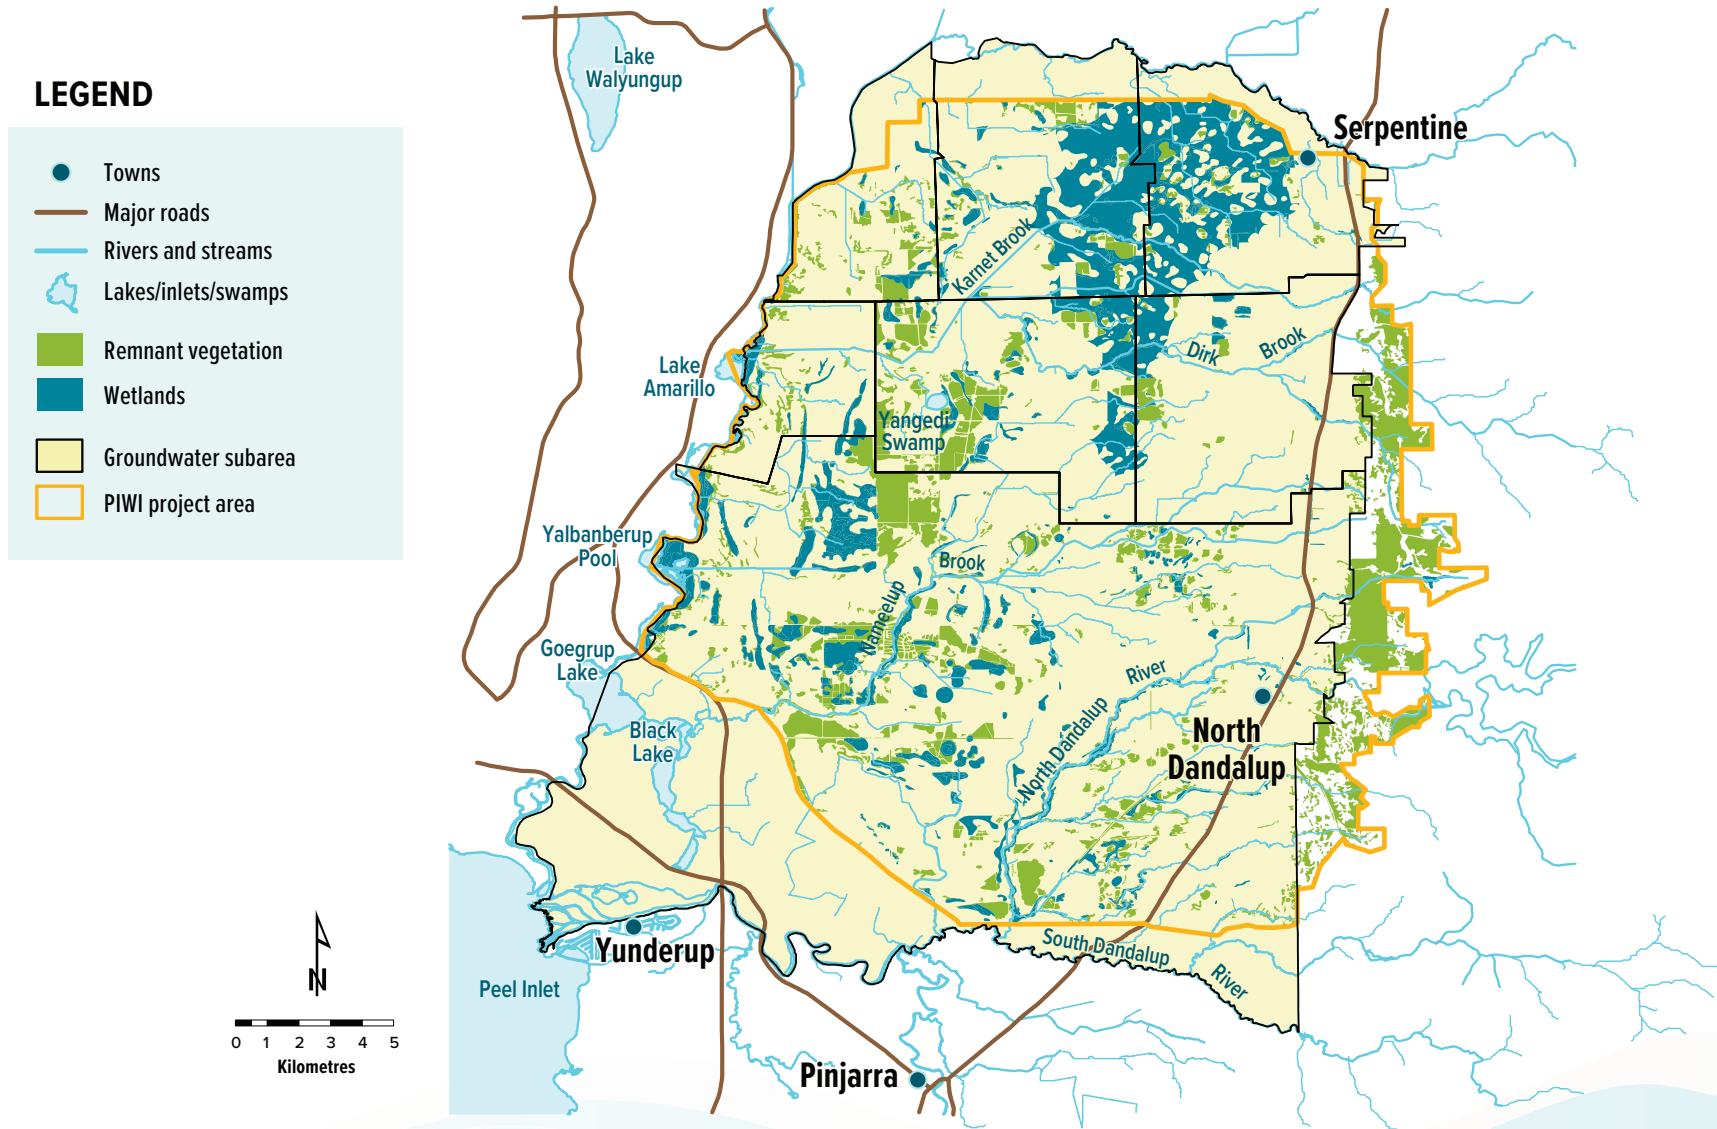 LEGEND
Towns
Major roads
Rivers and streams
Lakes/inlets/swamps
Remnant vegetation
Wetlands
Groundwater subarea
PIWI project area
N
0 1 2 3 4 5
Kilometres
Lake
Walyungup
Serpentine
Karnet Brook
Dirk
Brook
Lake
Amarillo
Yangedi
Swamp
Yalbanberup
Pool
Brook
Nameelup
Goegrup
Lake
River
North Dandalup
Black
Lake
North
Dandalup
Yunderup
South Dandalup
River
Peel Inlet
Pinjarra